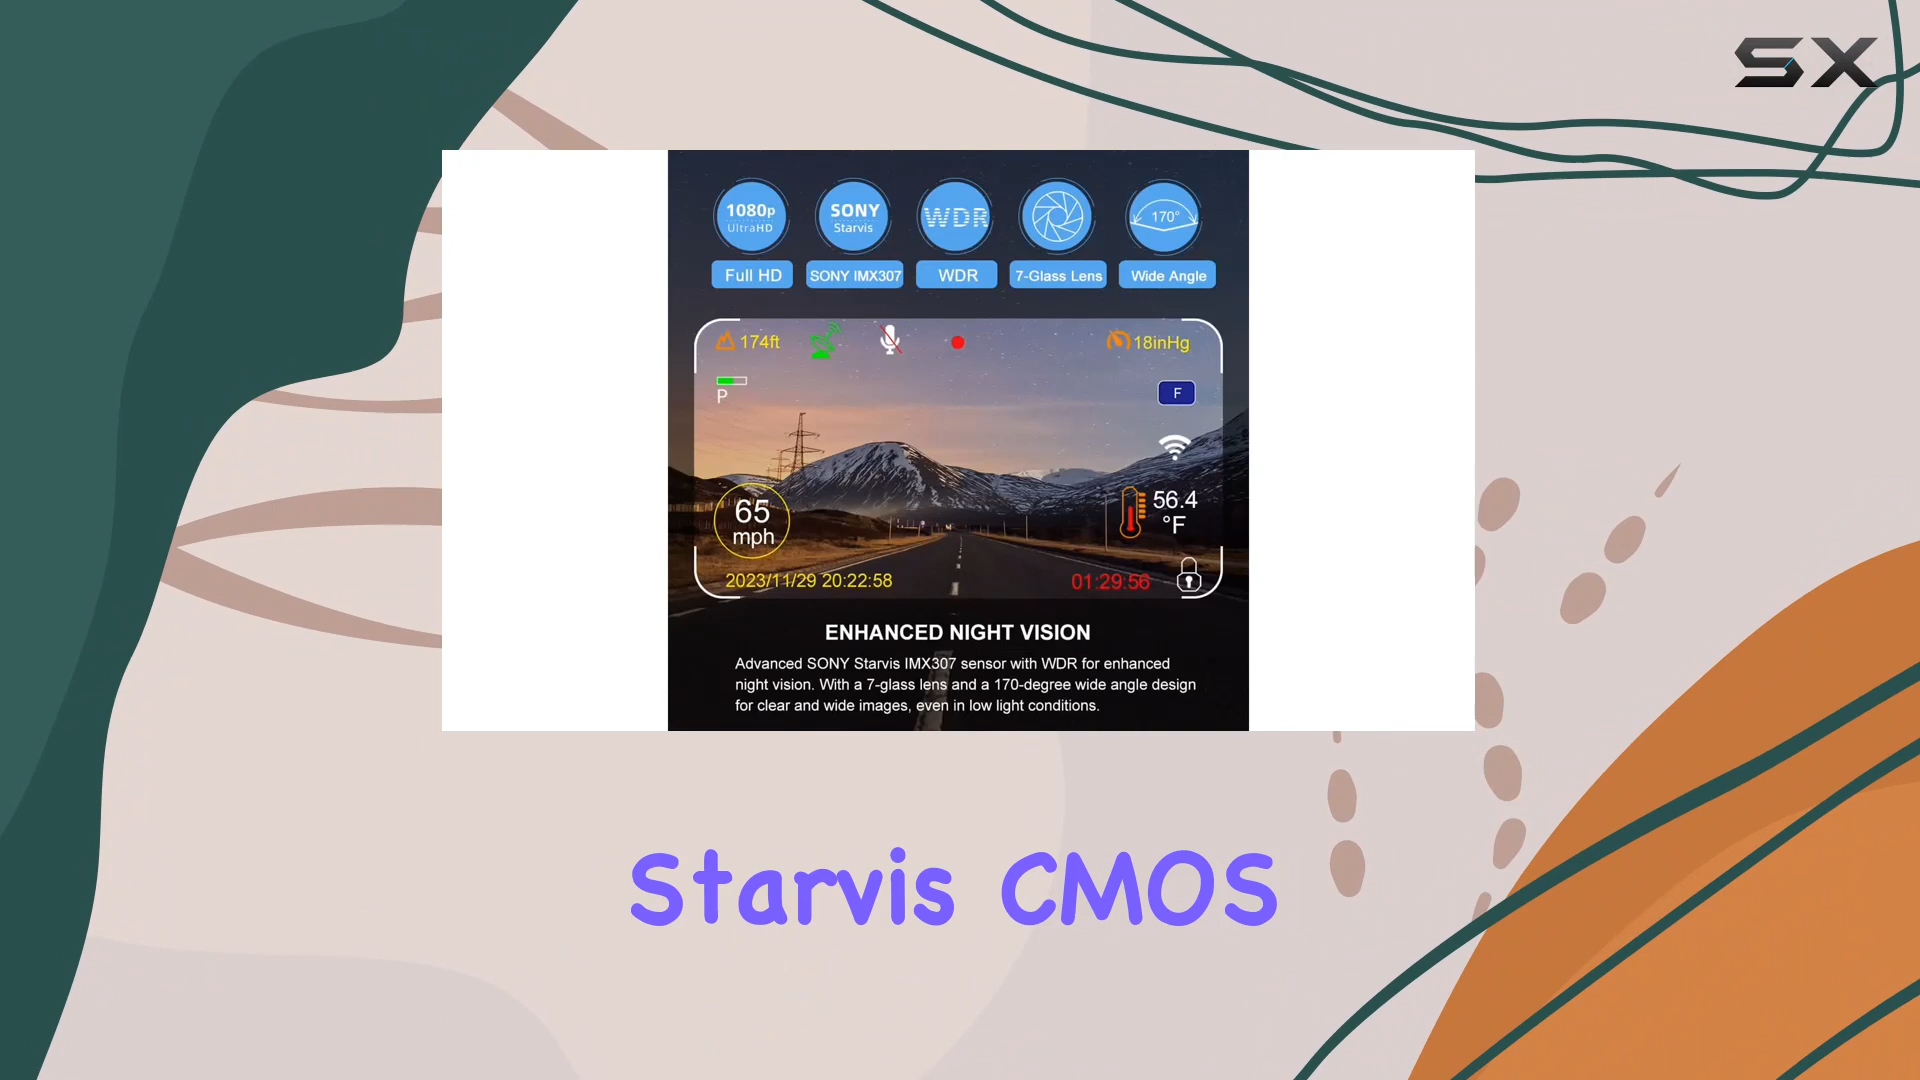 SX
1080p SONY WDR 170°
UltraHD Starvis
Full HD SONY IMX307 WDR 7-Glass Lens Wide Angle
174ft 18inHg
P F
65 56.4
mph °F
2023/11/29 20:22:58 01:29:56
ENHANCED NIGHT VISION
Advanced SONY Starvis IMX307 sensor with WDR for enhanced
night vision. With a 7-glass lens and a 170-degree wide angle design
for clear and wide images, even in low light conditions.
Starvis CMOS